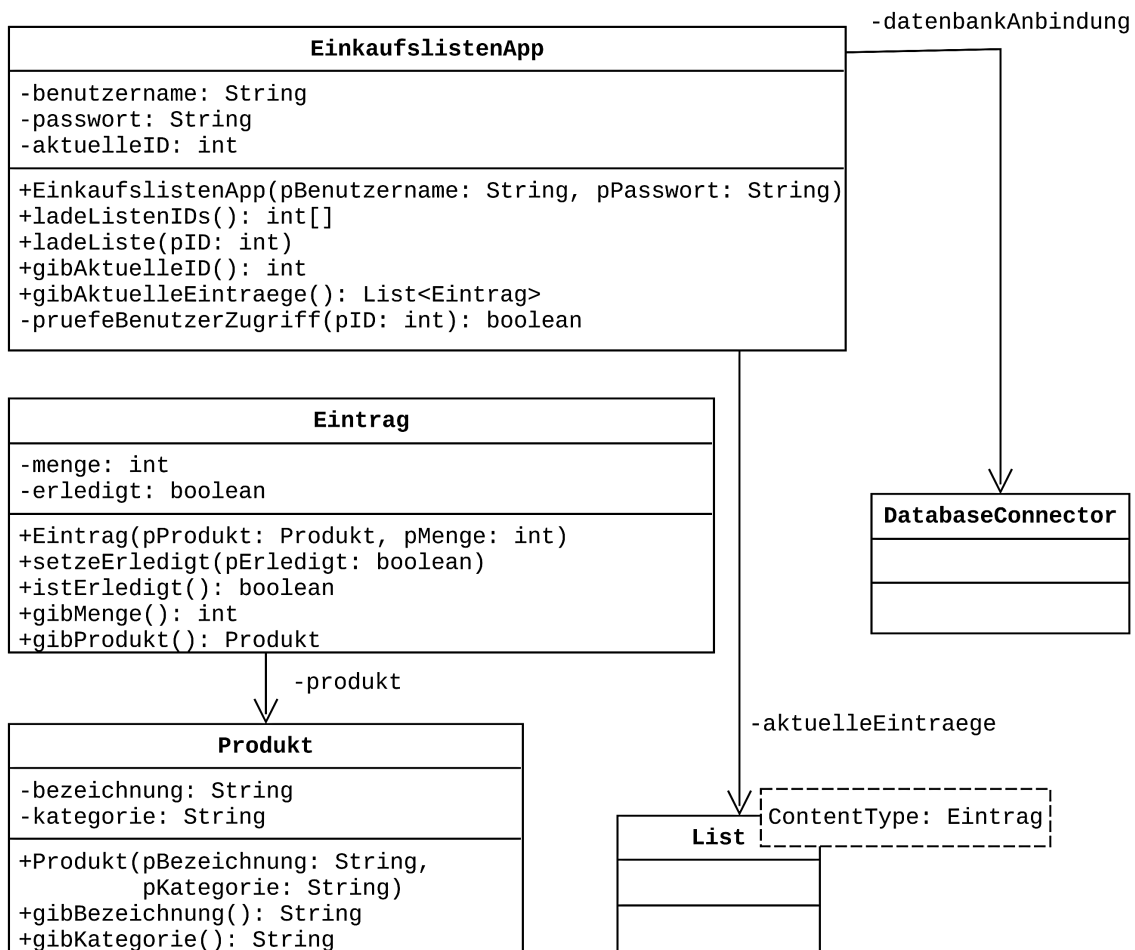 -datenbankAnbindung
EinkaufslistenApp
-benutzername: String
-passwort: String
-aktuelleID: int
+EinkaufslistenApp(pBenutzername: String, pPasswort: String)
+ladeListenIDs(): int[]
+ladeListe(pID: int)
+gibAktuelleID(): int
+gibAktuelleEintraege(): List<Eintrag>
-pruefeBenutzerZugriff(pID: int): boolean
Eintrag
-menge: int
-erledigt: boolean
+Eintrag(pProdukt: Produkt, pMenge: int)
+setzeErledigt(pErledigt: boolean)
+istErledigt(): boolean
+gibMenge(): int
+gibProdukt(): Produkt
DatabaseConnector
-produkt
-aktuelleEintraege
Produkt
-bezeichnung: String
-kategorie: String
+Produkt(pBezeichnung: String,
pKategorie: String)
+gibBezeichnung(): String
+gibKategorie(): String
ContentType: Eintrag
List